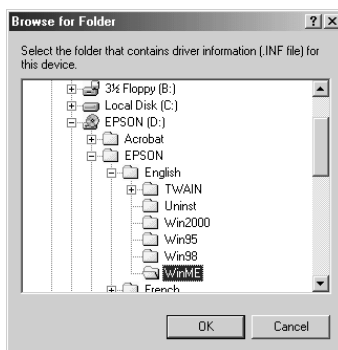 Browse for Folder
Select the folder that contains driver information (.INF file) for
this device.
3½ Floppy (B:)
Local Disk (C:)
EPSON (D:)
Acrobat
EPSON
English
TWAIN
Uninst
Win2000
Win95
Win98
WinME
French
OK
Cancel